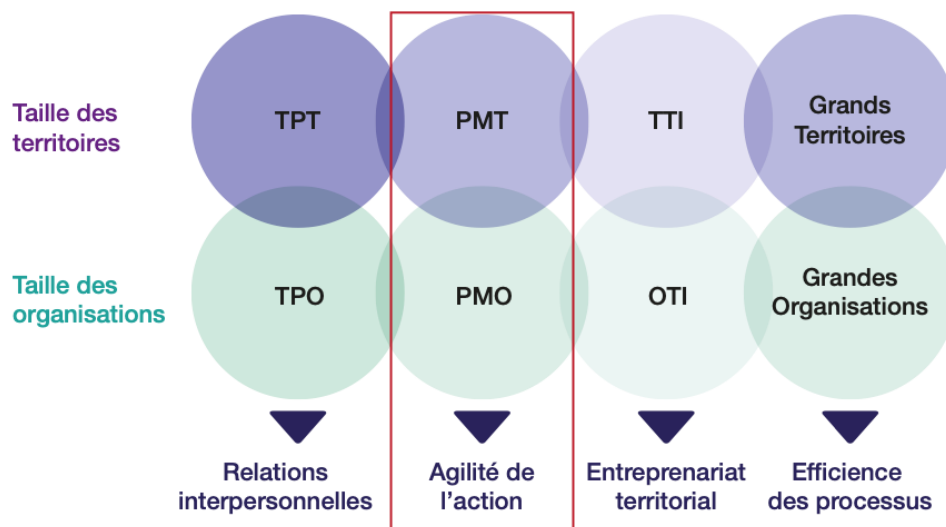 Taille des
territoires
TPT
PMT
TTI
Grands
Territoires
Taille des
organisations
TPO
PMO
OTI
Grandes
Organisations
Relations
interpersonnelles
Agilité de
l'action
Entreprenariat
territorial
Efficience
des processus